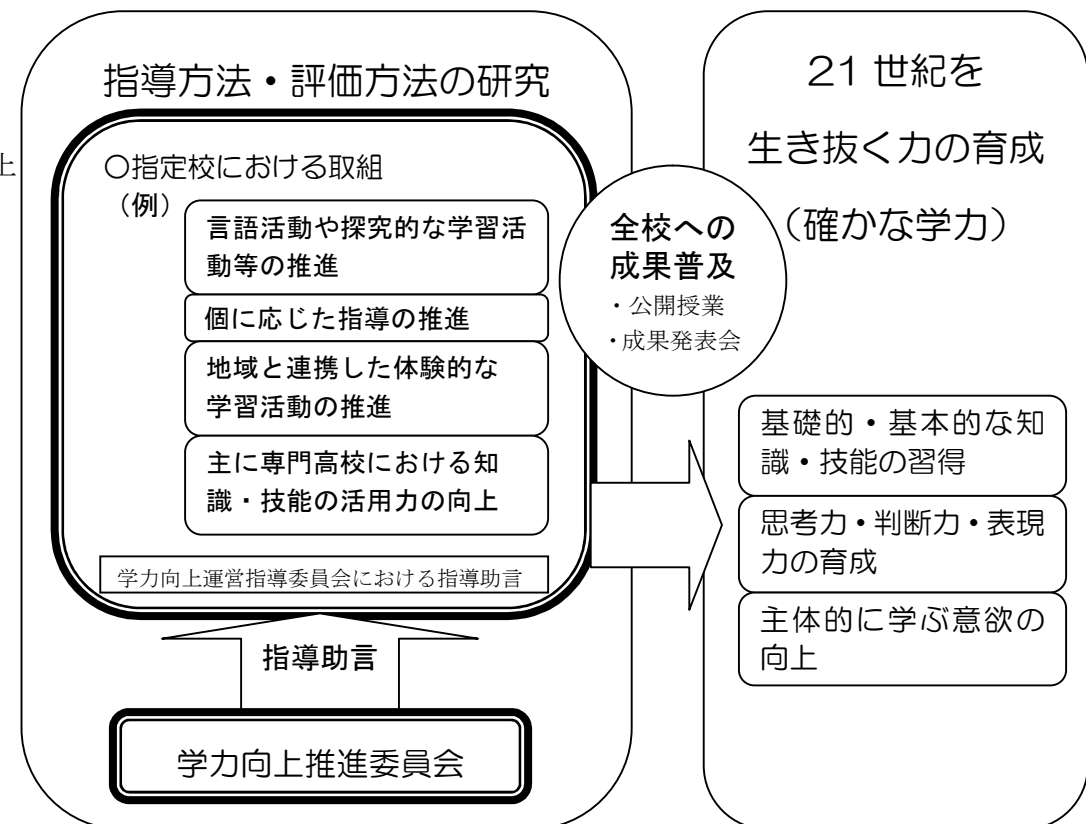 指導方法・評価方法の研究
上
〇指定校における取組
（例）
言語活動や探究的な学習活
動等の推進
個に応じた指導の推進
地域と連携した体験的な
学習活動の推進
主に専門高校における知
識・技能の活用力の向上
学力向上運営指導委員会における指導助言
指導助言
学力向上推進委員会
全校への
成果普及
・公開授業
・成果発表会
21 世紀を
生き抜く力の育成
（確かな学力）
基礎的・基本的な知
識・技能の習得
思考力・判断力・表現
力の育成
主体的に学ぶ意欲の
向上